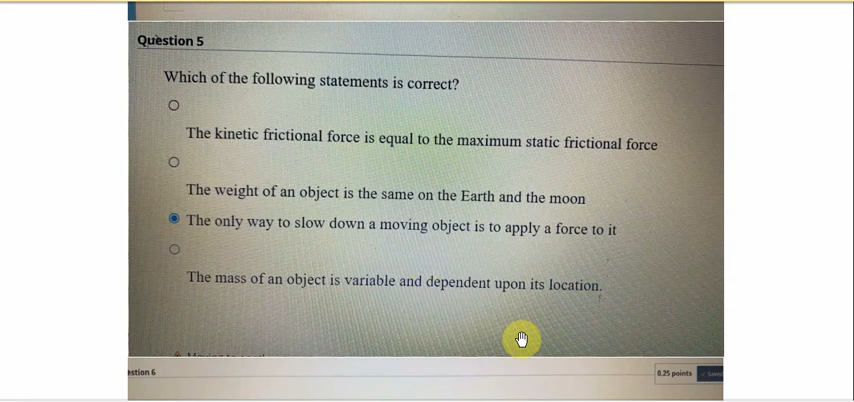 Question 5
Which of the following statements is correct?
The kinetic frictional force is equal to the maximum static frictional force
The weight of an object is the same on the Earth and the moon
The only way to slow down a moving object is to apply a force to it
The mass of an object is variable and dependent upon its location.
estion 6
0.25 points